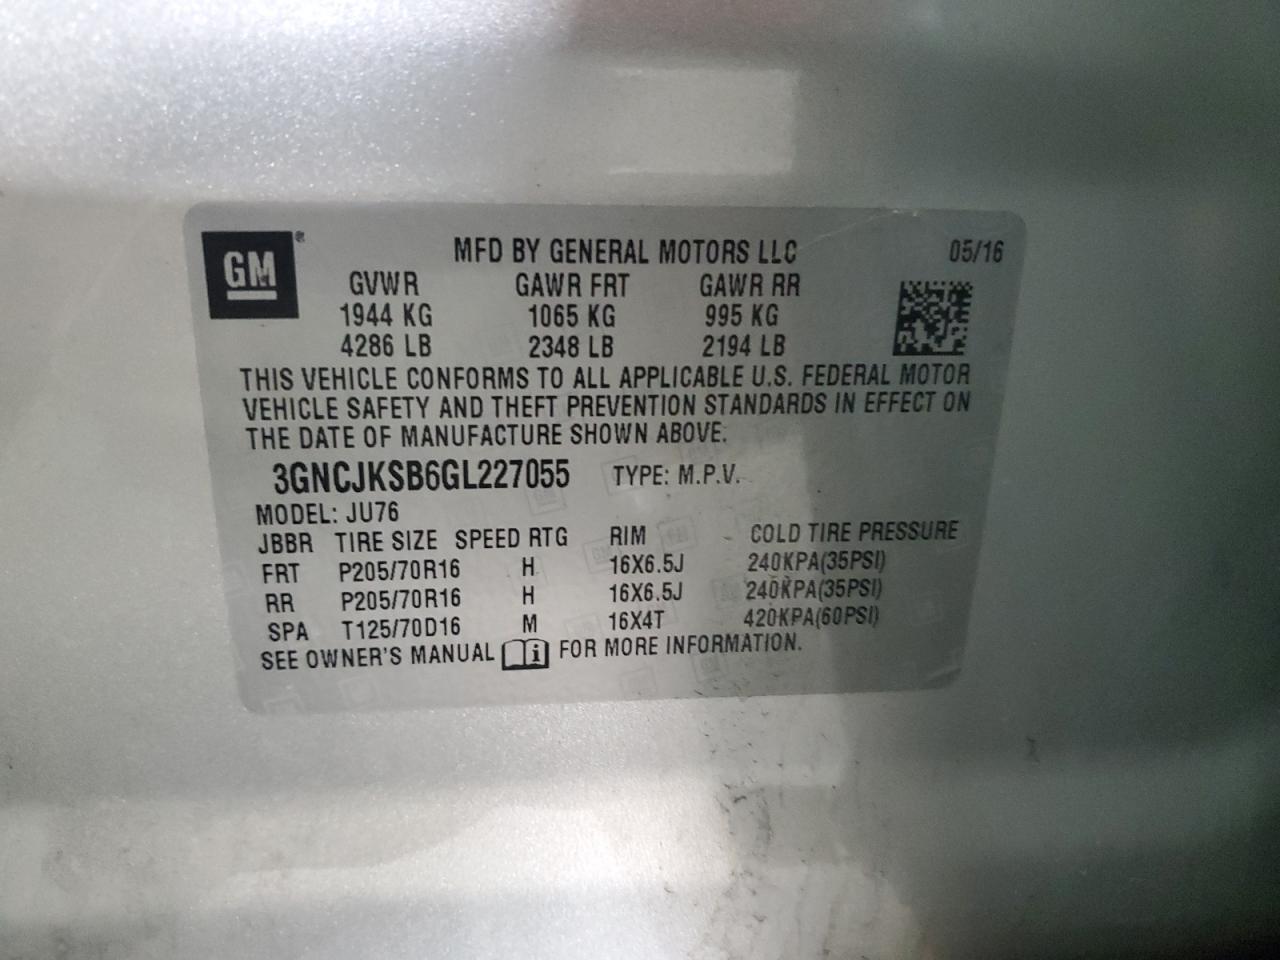 GM ®
MFD BY GENERAL MOTORS LLC 05/16
GVWR GAWR FRT GAWR RR
1944 KG 1065 KG 995 KG
4286 LB 2348 LB 2194 LB
THIS VEHICLE CONFORMS TO ALL APPLICABLE U.S. FEDERAL MOTOR
VEHICLE SAFETY AND THEFT PREVENTION STANDARDS IN EFFECT ON
THE DATE OF MANUFACTURE SHOWN ABOVE.
3GNCJKSB6GL227055 TYPE: M.P.V.
MODEL: JU76
JBBR TIRE SIZE SPEED RTG RIM COLD TIRE PRESSURE
FRT P205/70R16 H 16X6.5J 240KPA(35PSI)
RR P205/70R16 H 16X6.5J 240KPA(35PSI)
SPA T125/70D16 M 16X4T 420KPA(60PSI)
SEE OWNER'S MANUAL i FOR MORE INFORMATION.